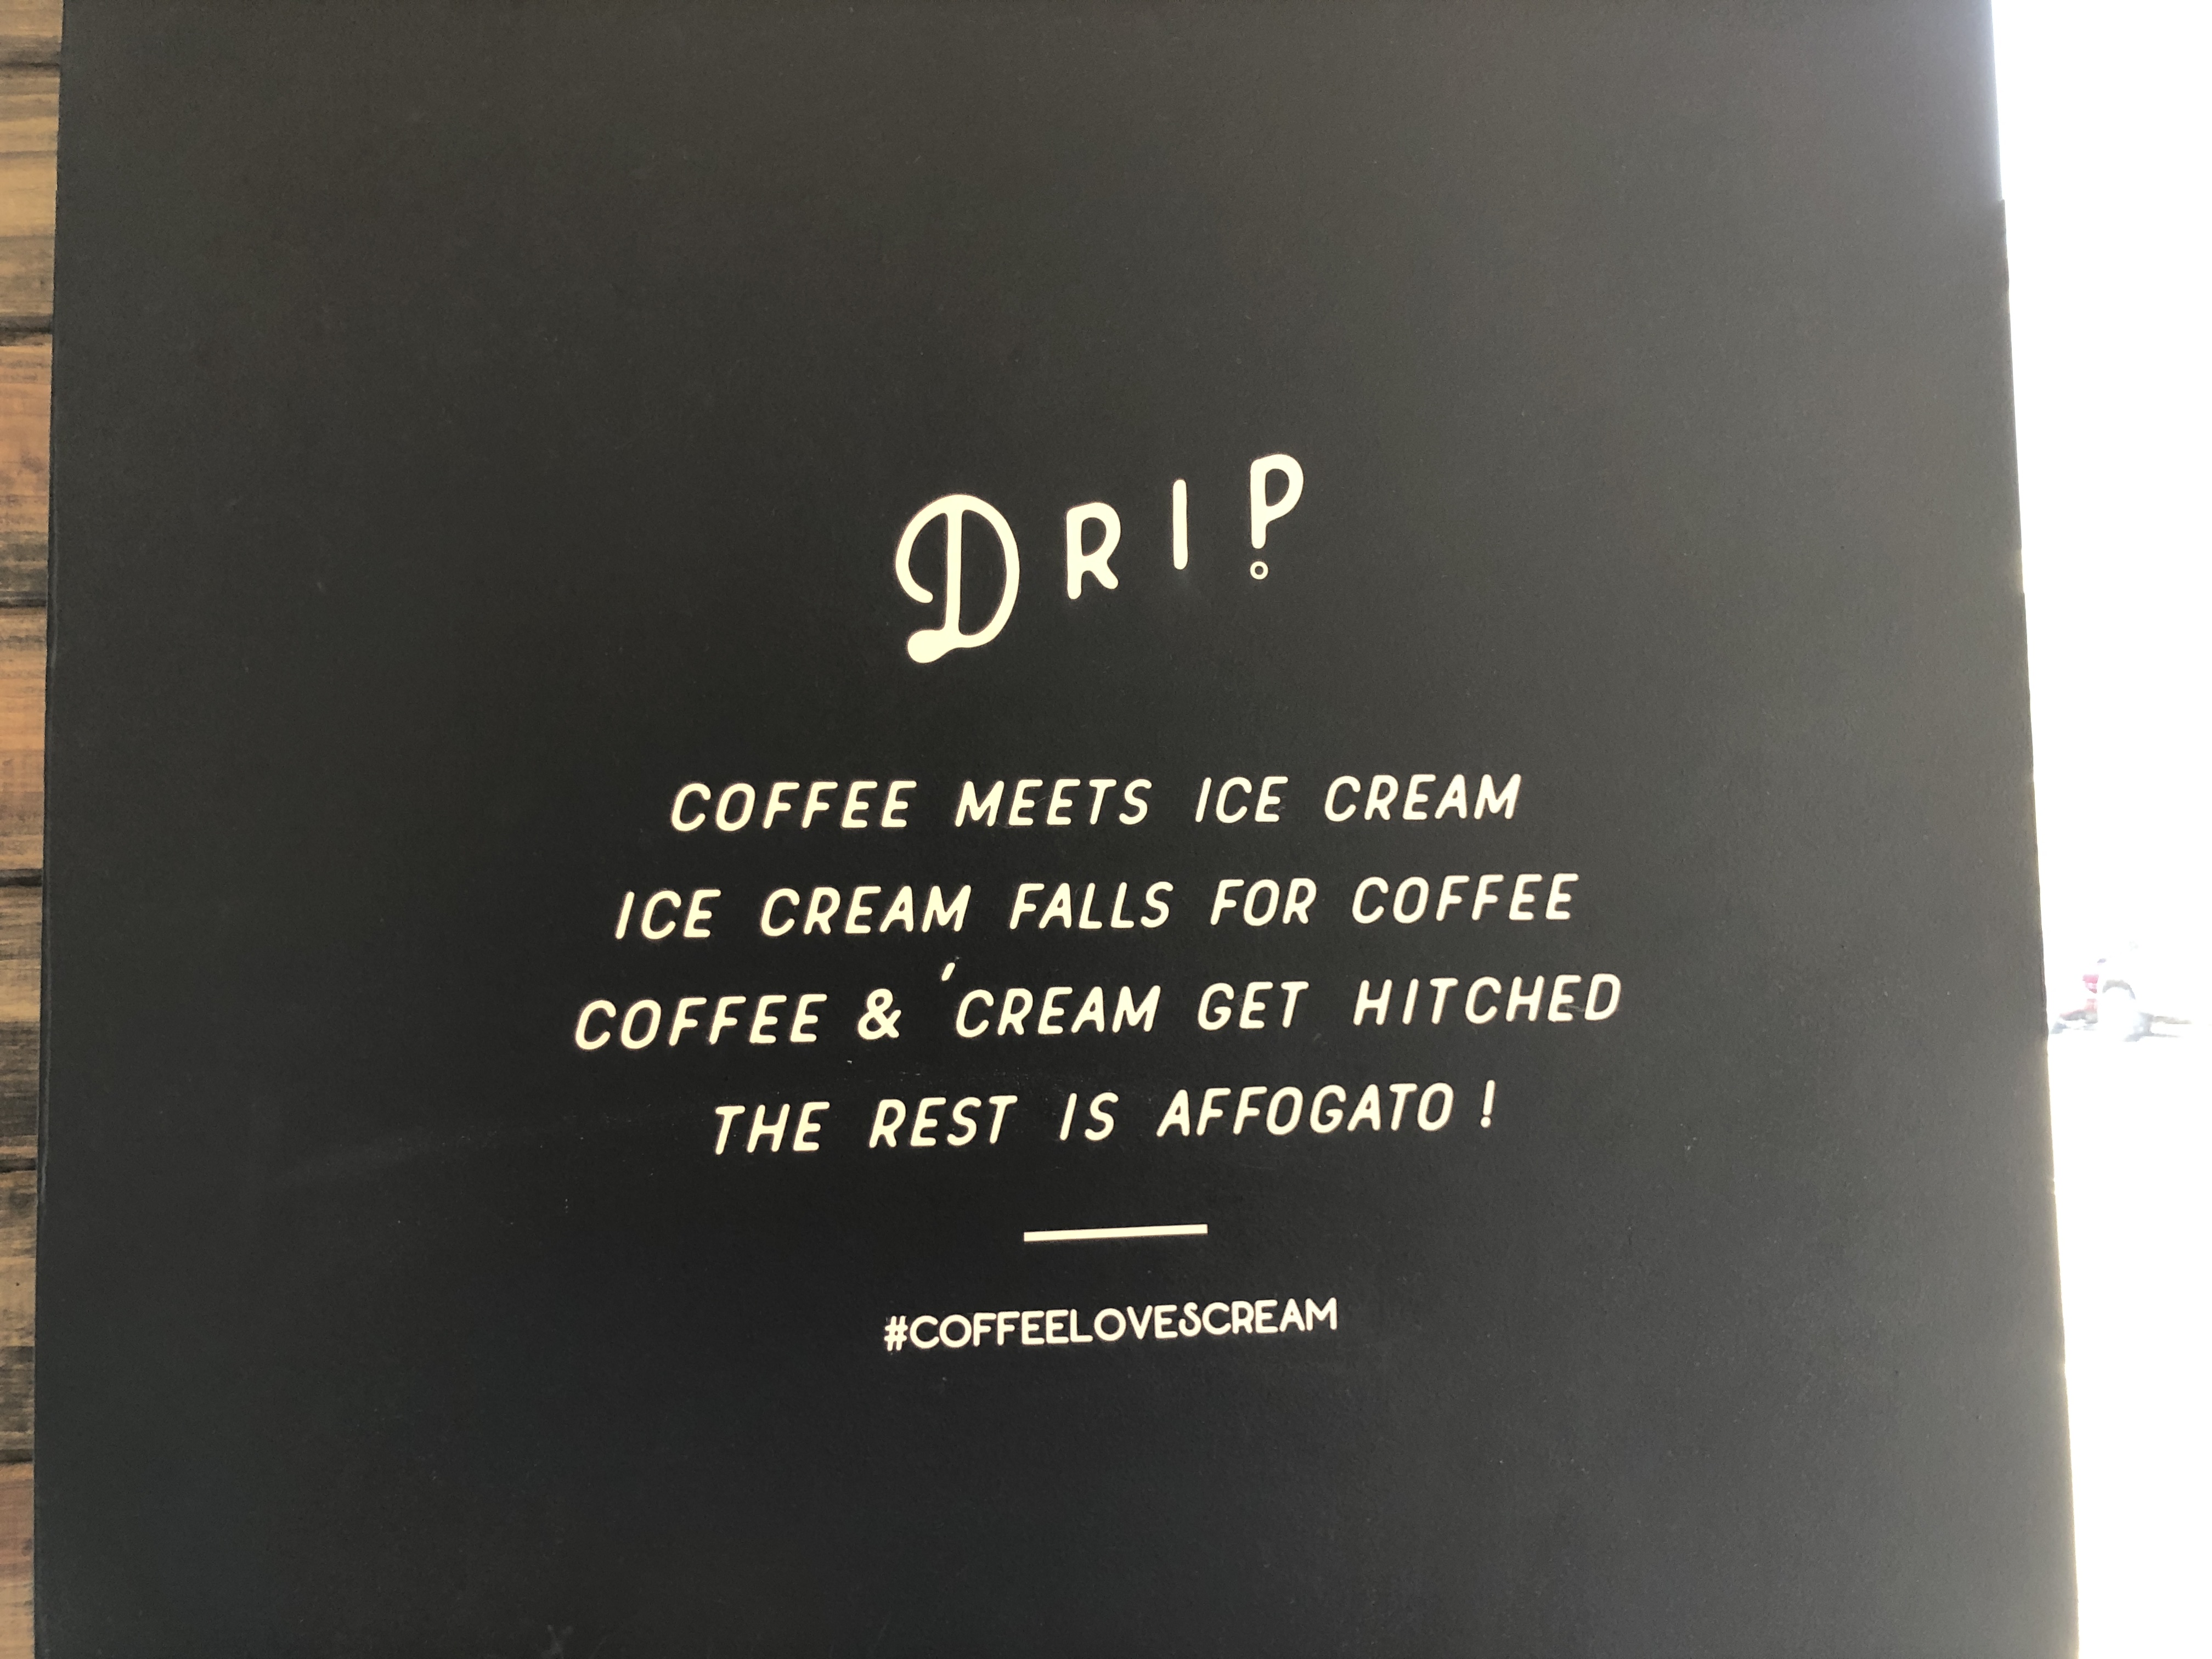 DRIP
COFFEE MEETS ICE CREAM
ICE CREAM FALLS FOR COFFEE
COFFEE & 'CREAM GET HITCHED
THE REST IS AFFOGATO !
#COFFEELOVESCREAM